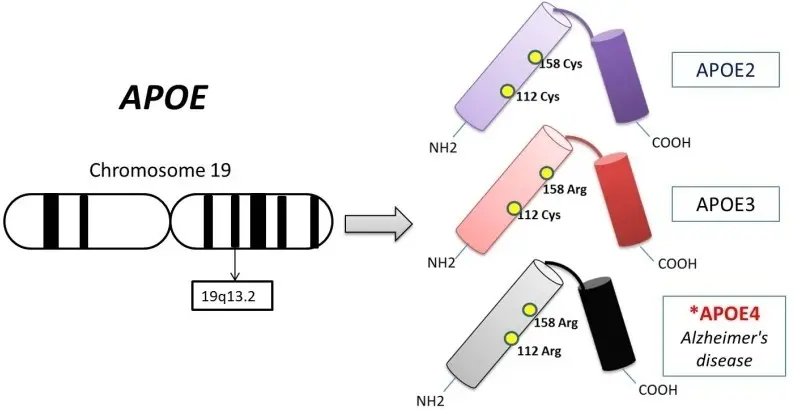 APOE
Chromosome 19
19q13.2
158 Cys
112 Cys
NH2
COOH
APOE2
158 Arg
112 Cys
NH2
COOH
APOE3
158 Arg
112 Arg
NH2
COOH
*APOE4
Alzheimer's
disease